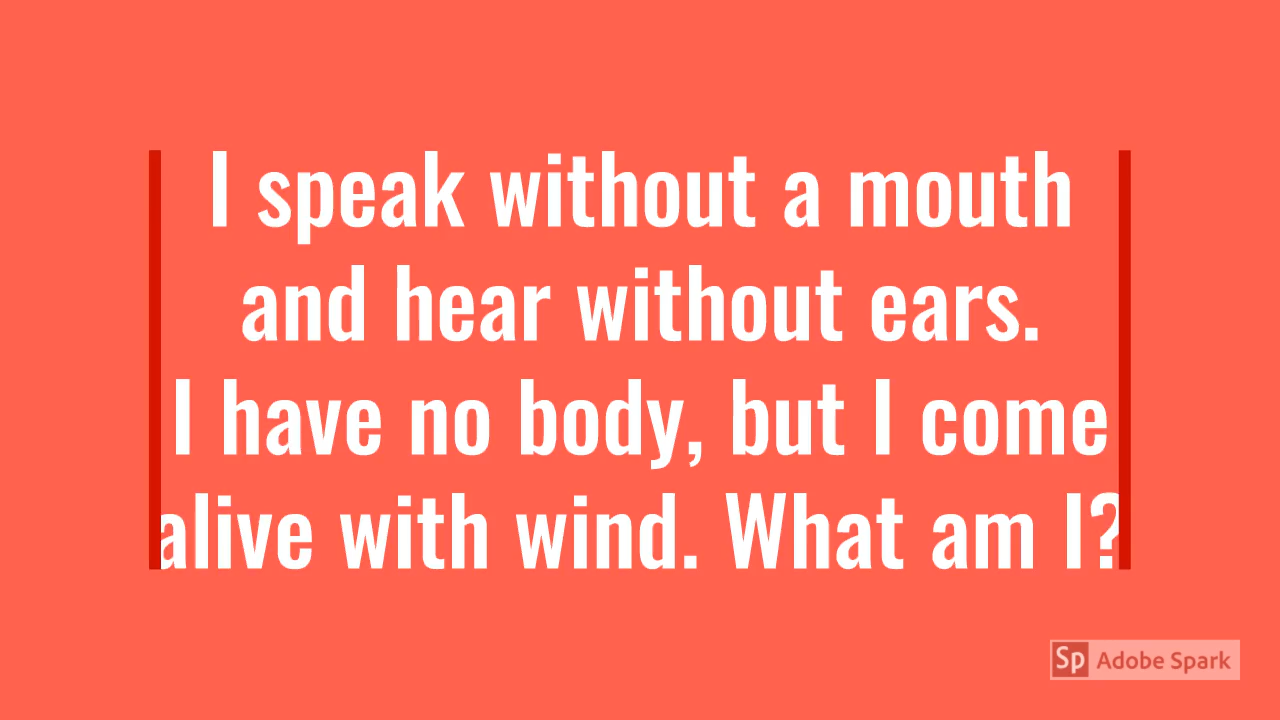 I speak without a mouth
and hear without ears.
I have no body, but I come
alive with wind. What am I?
Sp Adobe Spark